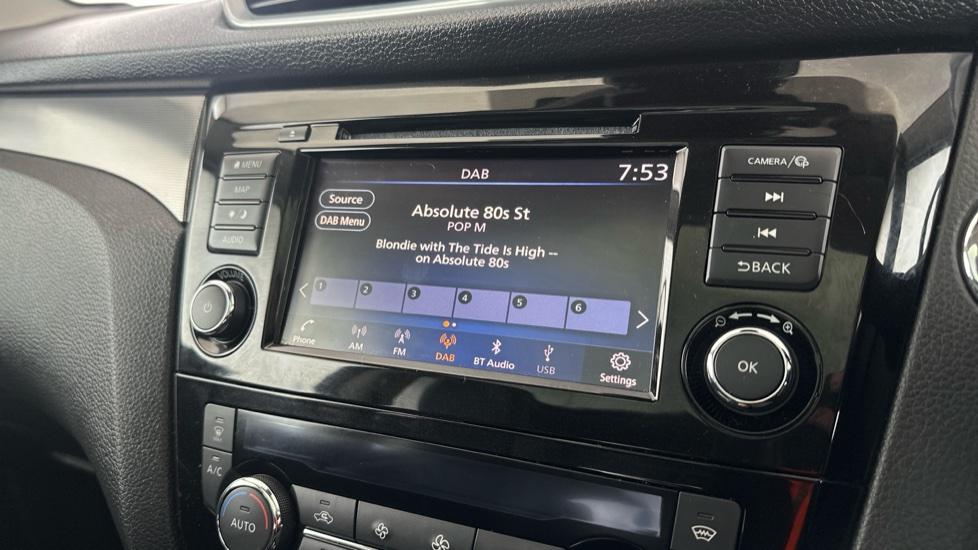 MENU
MAP
AUDIO
VOLUME
DAB
7:53
Source
DAB Menu
Absolute 80s St
POP M
Blondie with The Tide Is High --
on Absolute 80s
1 2 3 4 5 6
Phone AM FM DAB BT Audio USB Settings
CAMERA/
BACK
OK
A/C
AUTO